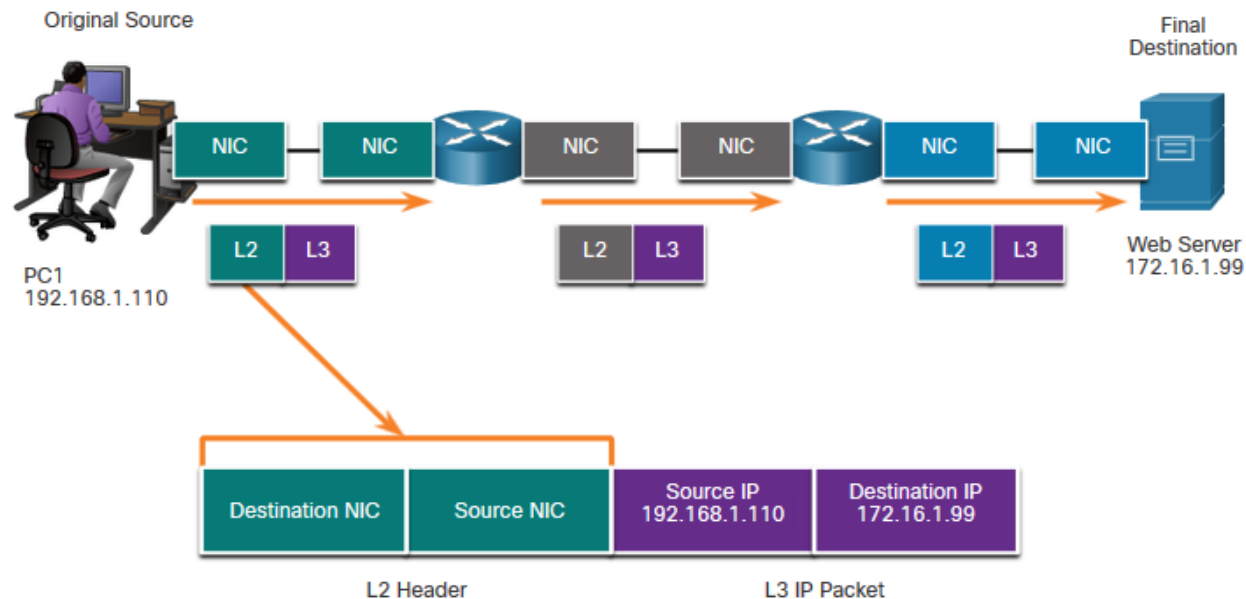 Original Source
Final
Destination
NIC
NIC
NIC
NIC
NIC
NIC
L2
L3
L2
L3
L2
L3
PC1
192.168.1.110
Web Server
172.16.1.99
Destination NIC
Source NIC
Source IP
192.168.1.110
Destination IP
172.16.1.99
L2 Header
L3 IP Packet